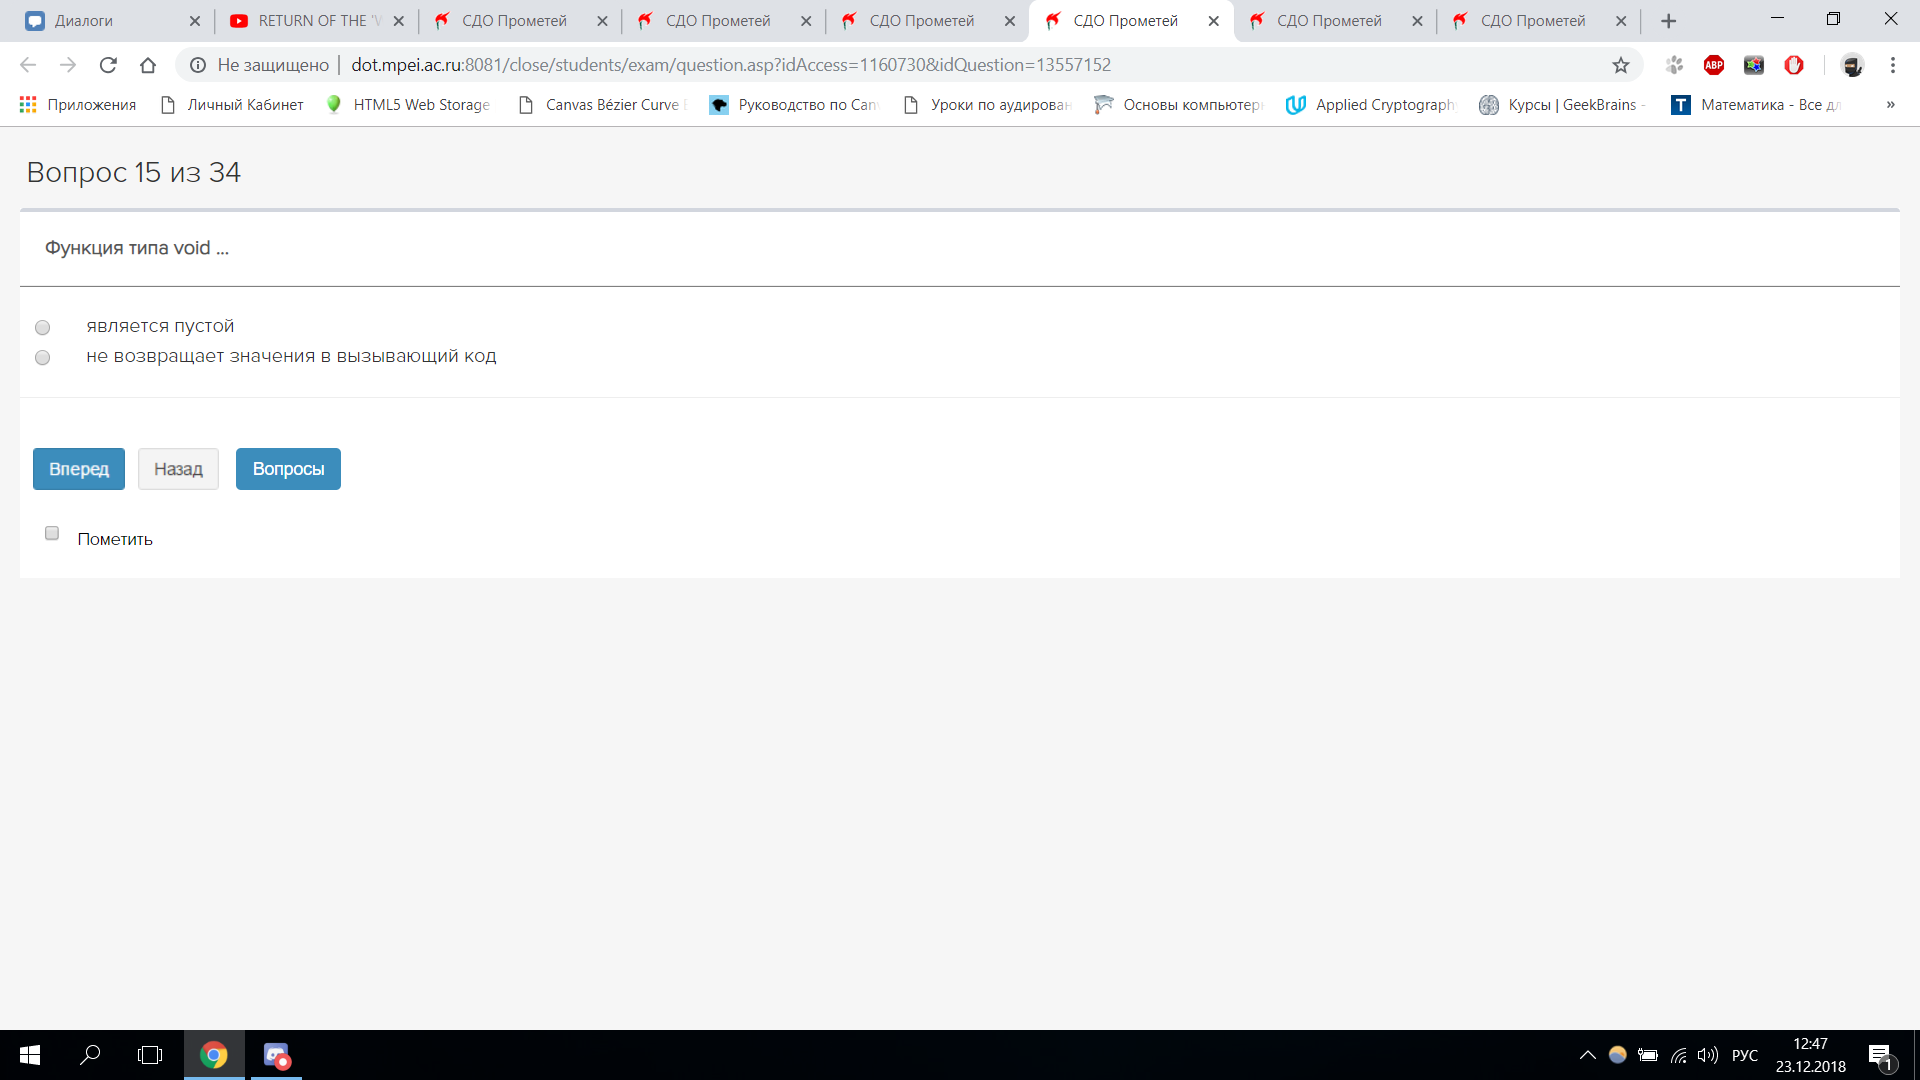 Диалоги
RETURN OF THE 'V
СДО Прометей
СДО Прометей
СДО Прометей
СДО Прометей
СДО Прометей
СДО Прометей
Не защищено
dot.mpei.ac.ru:8081/close/students/exam/question.asp?idAccess=1160730&idQuestion=13557152
ABP
Приложения
Личный Кабинет
HTML5 Web Storage
Canvas Bézier Curve
Руководство по Can
Уроки по аудирован
Основы компьютер
Applied Cryptograph
Курсы | GeekBrains -
T
Математика - Все дл
»
Вопрос 15 из 34
Функция типа void ...
является пустой
не возвращает значения в вызывающий код
Вперед
Назад
Вопросы
Пометить
РУС
12:47
23.12.2018
1